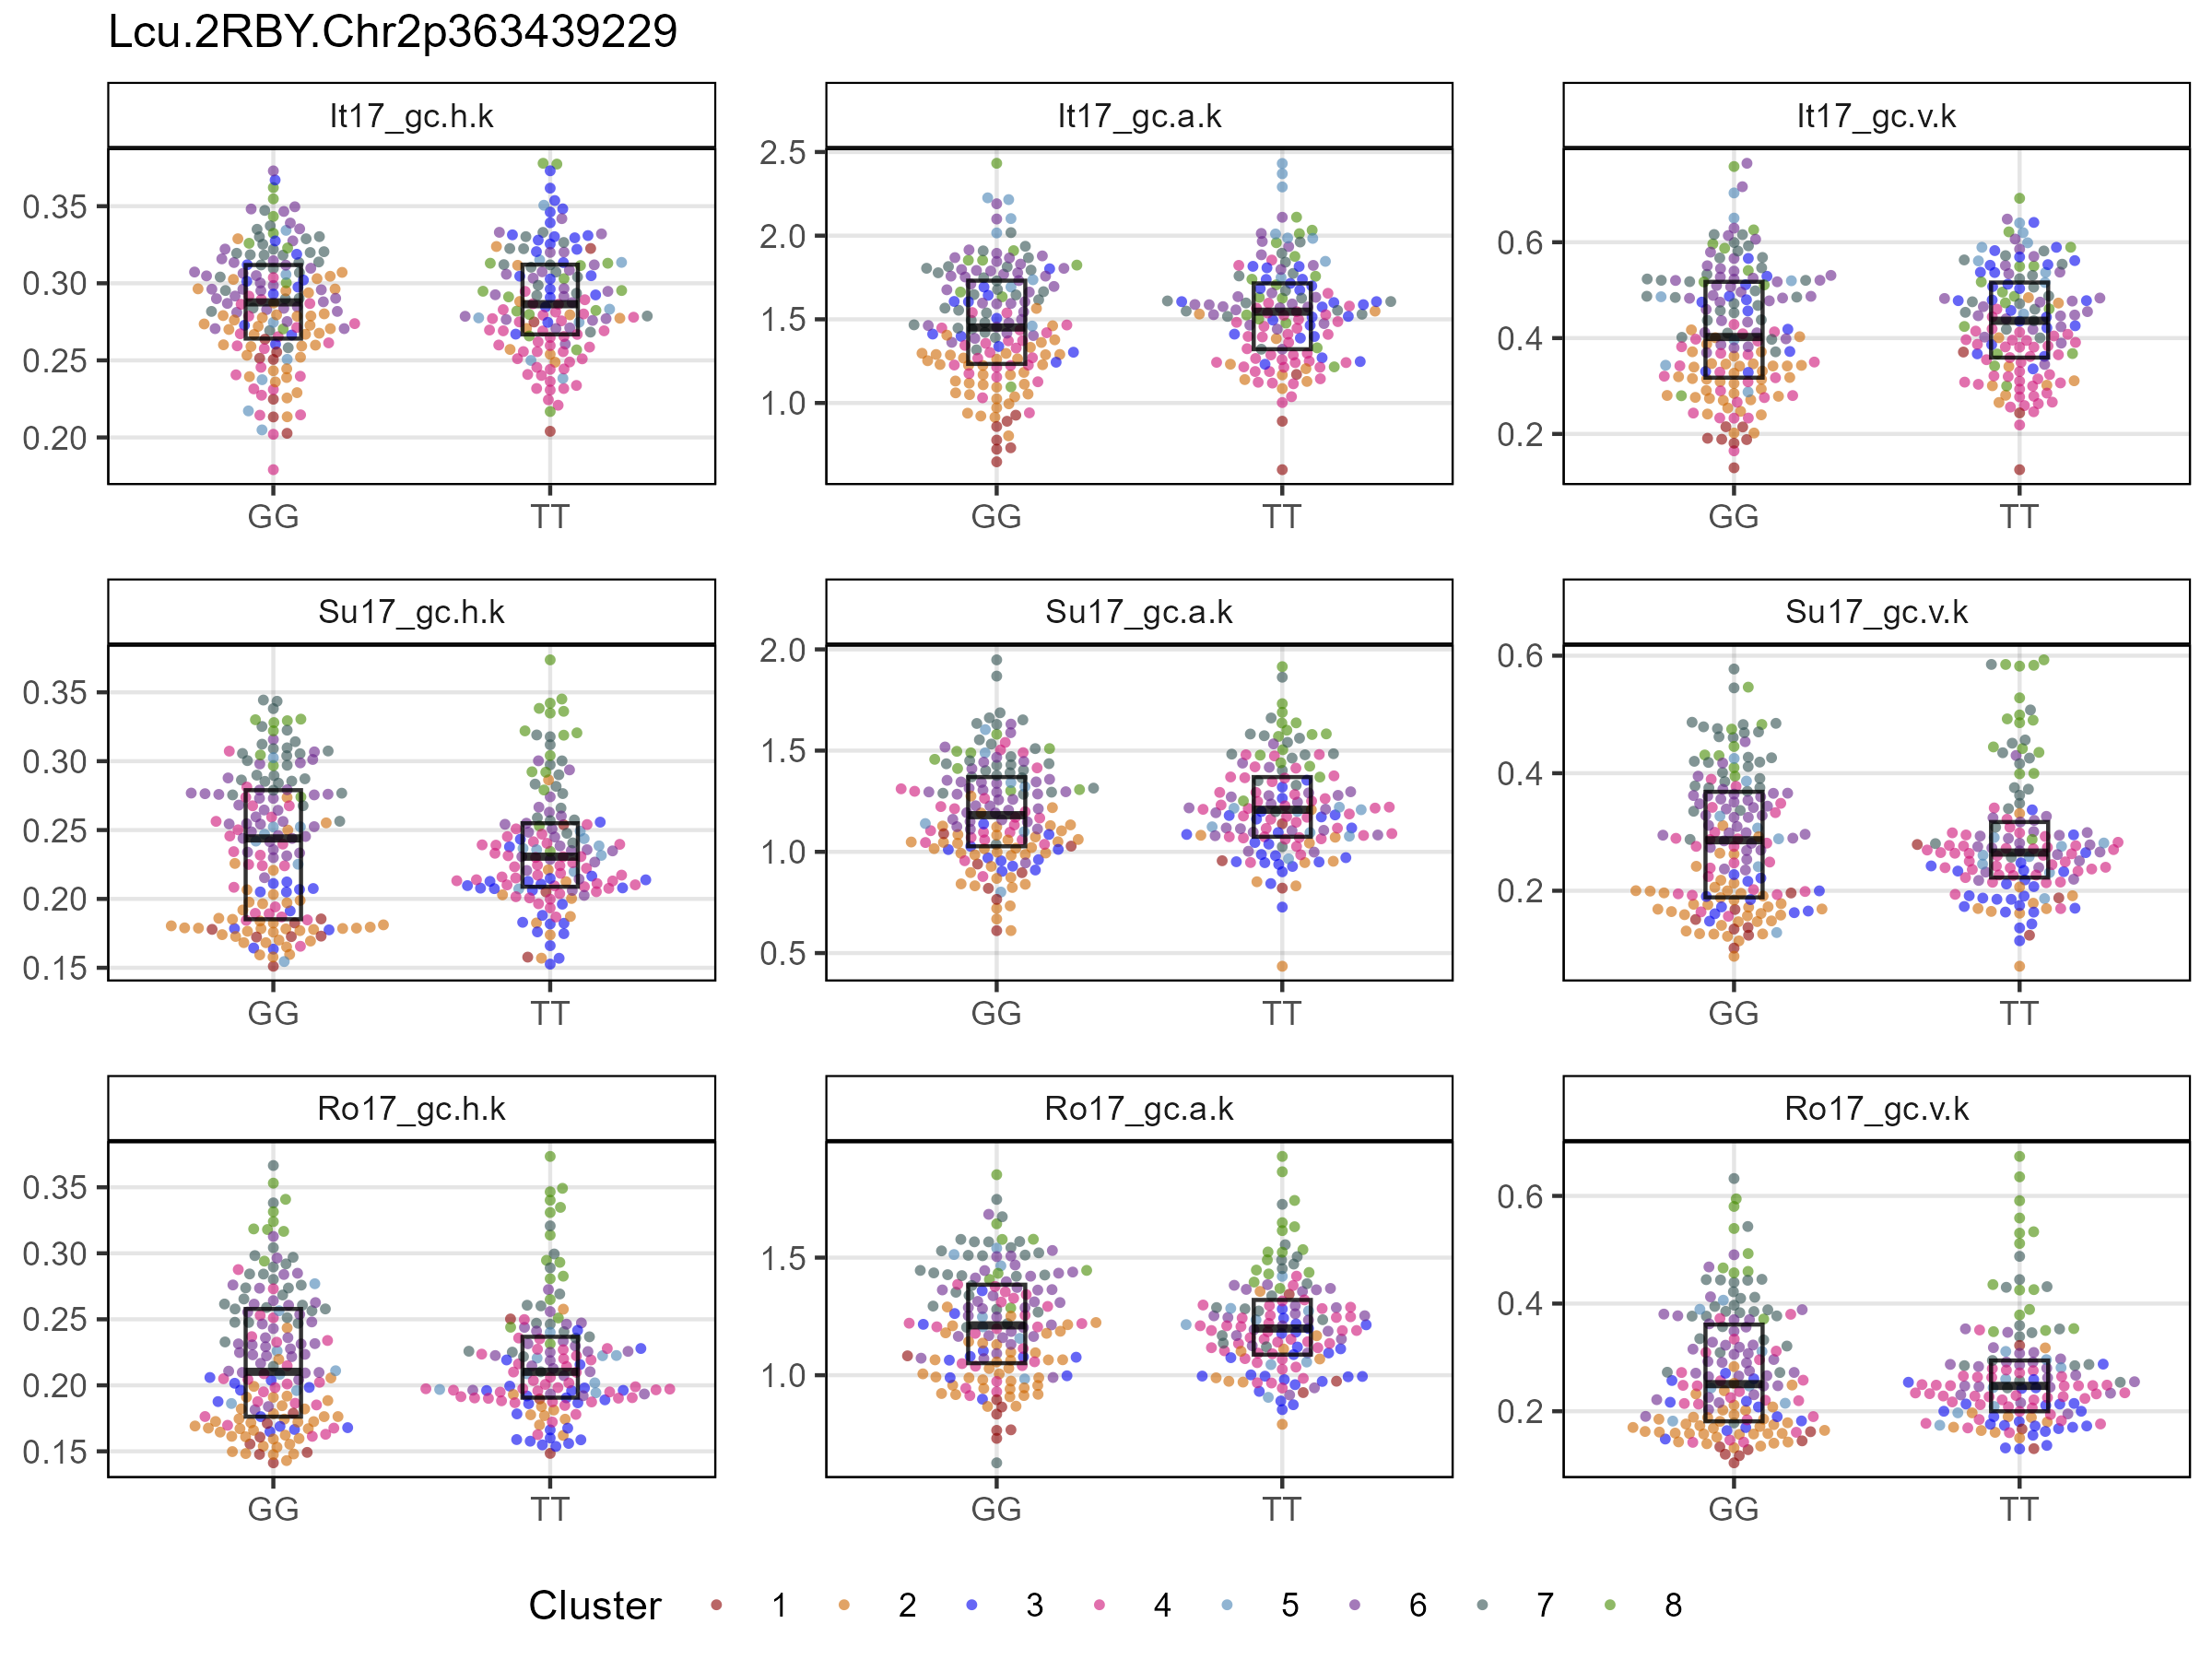 Lcu.2RBY.Chr2p363439229
It17_gc.h.k
It17_gc.a.k
It17_gc.v.k
0.35
0.30
0.25
0.20
2.5
2.0
1.5
1.0
0.6
0.4
0.2
GG TT
GG TT
GG TT
Su17_gc.h.k
Su17_gc.a.k
Su17_gc.v.k
0.35
0.30
0.25
0.20
0.15
2.0
1.5
1.0
0.5
0.6
0.4
0.2
GG TT
GG TT
GG TT
Ro17_gc.h.k
Ro17_gc.a.k
Ro17_gc.v.k
0.35
0.30
0.25
0.20
0.15
1.5
1.0
0.6
0.4
0.2
GG TT
GG TT
GG TT
Cluster 1 2 3 4 5 6 7 8